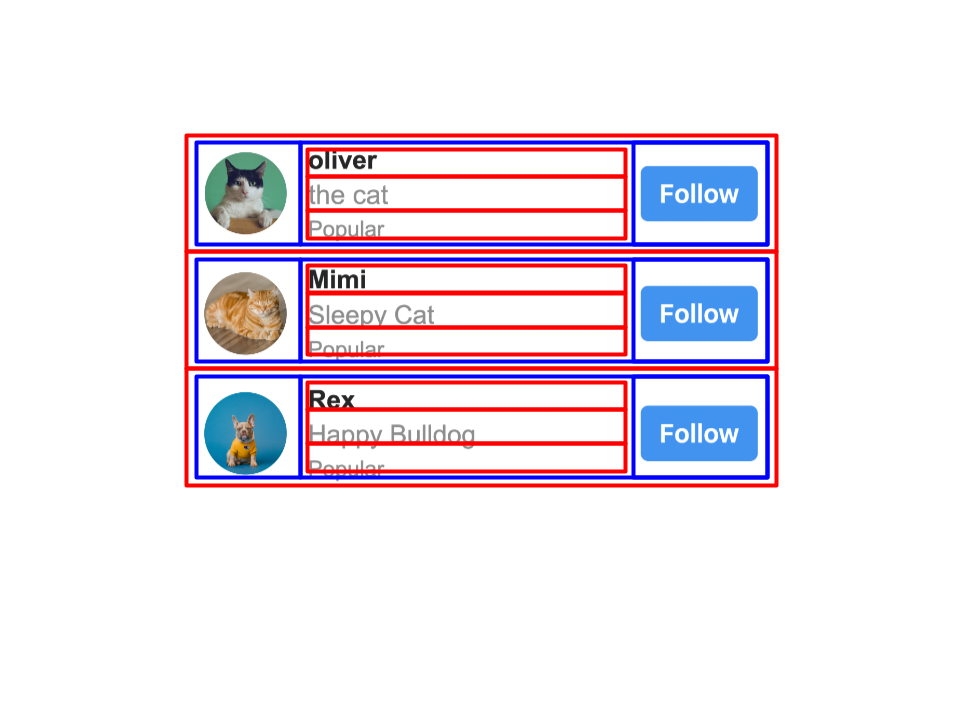 oliver
the cat
Popular
Follow
Mimi
Sleepy Cat
Popular
Follow
Rex
Happy Bulldog
Popular
Follow